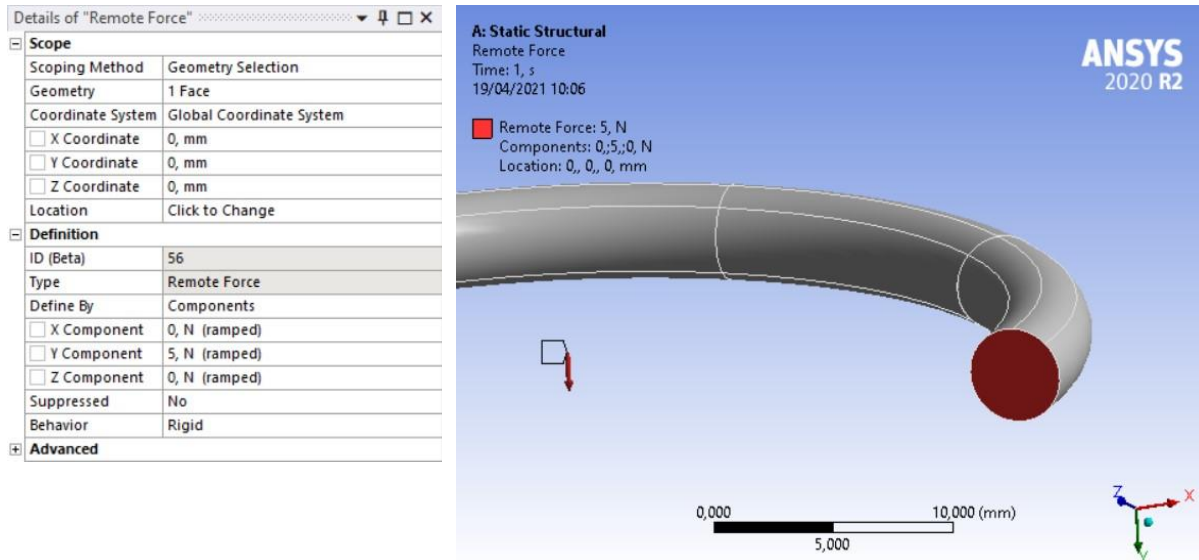 Details of "Remote Force"
Scope
Scoping Method Geometry Selection
Geometry 1 Face
Coordinate System Global Coordinate System
X Coordinate 0, mm
Y Coordinate 0, mm
Z Coordinate 0, mm
Location Click to Change
Definition
ID (Beta) 56
Type Remote Force
Define By Components
X Component 0, N (ramped)
Y Component 5, N (ramped)
Z Component 0, N (ramped)
Suppressed No
Behavior Rigid
Advanced
A: Static Structural
Remote Force
Time: 1, s
19/04/2021 10:06
Remote Force: 5, N
Components: 0,;5,;0, N
Location: 0,, 0,, 0, mm
ANSYS
2020 R2
0,000 10,000 (mm)
5,000
Z
X
Y